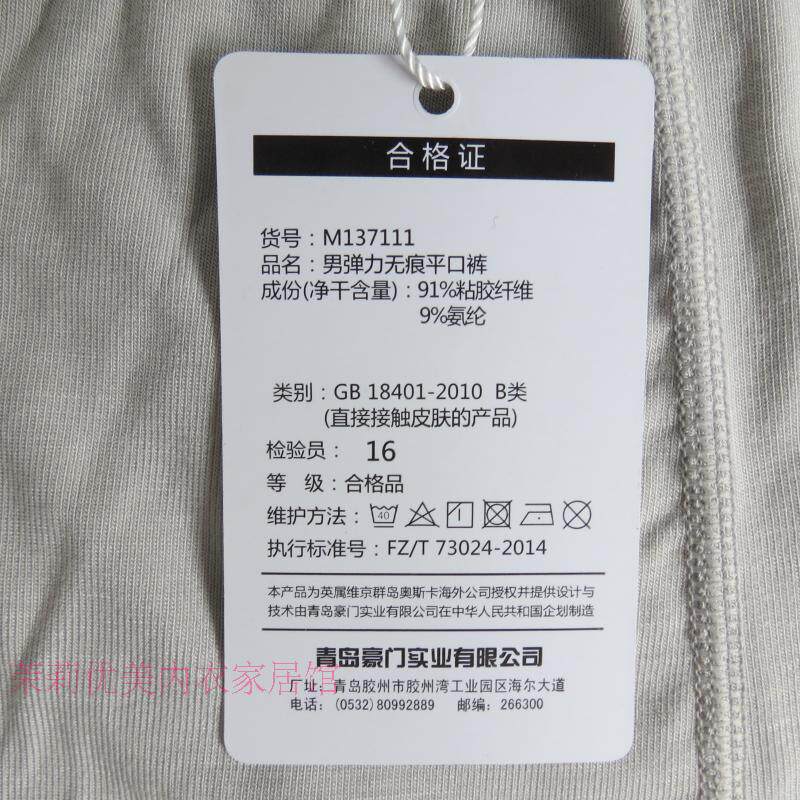 合格证
货号：M137111
品名：男弹力无痕平口裤
成份(净干含量)：91%粘胶纤维
9%氨纶
类别：GB 18401-2010 B类
(直接接触皮肤的产品)
检验员： 16
等 级：合格品
维护方法： 40
执行标准号：FZ/T 73024-2014
本产品为英属维京群岛奥斯卡海外公司授权并提供设计与
技术由青岛豪门实业有限公司在中华人民共和国企划制造
青岛豪门实业有限公司
茉莉优美内衣家居馆
厂址：青岛胶州市胶州湾工业园区海尔大道
电话：(0532)80992889 邮编：266300